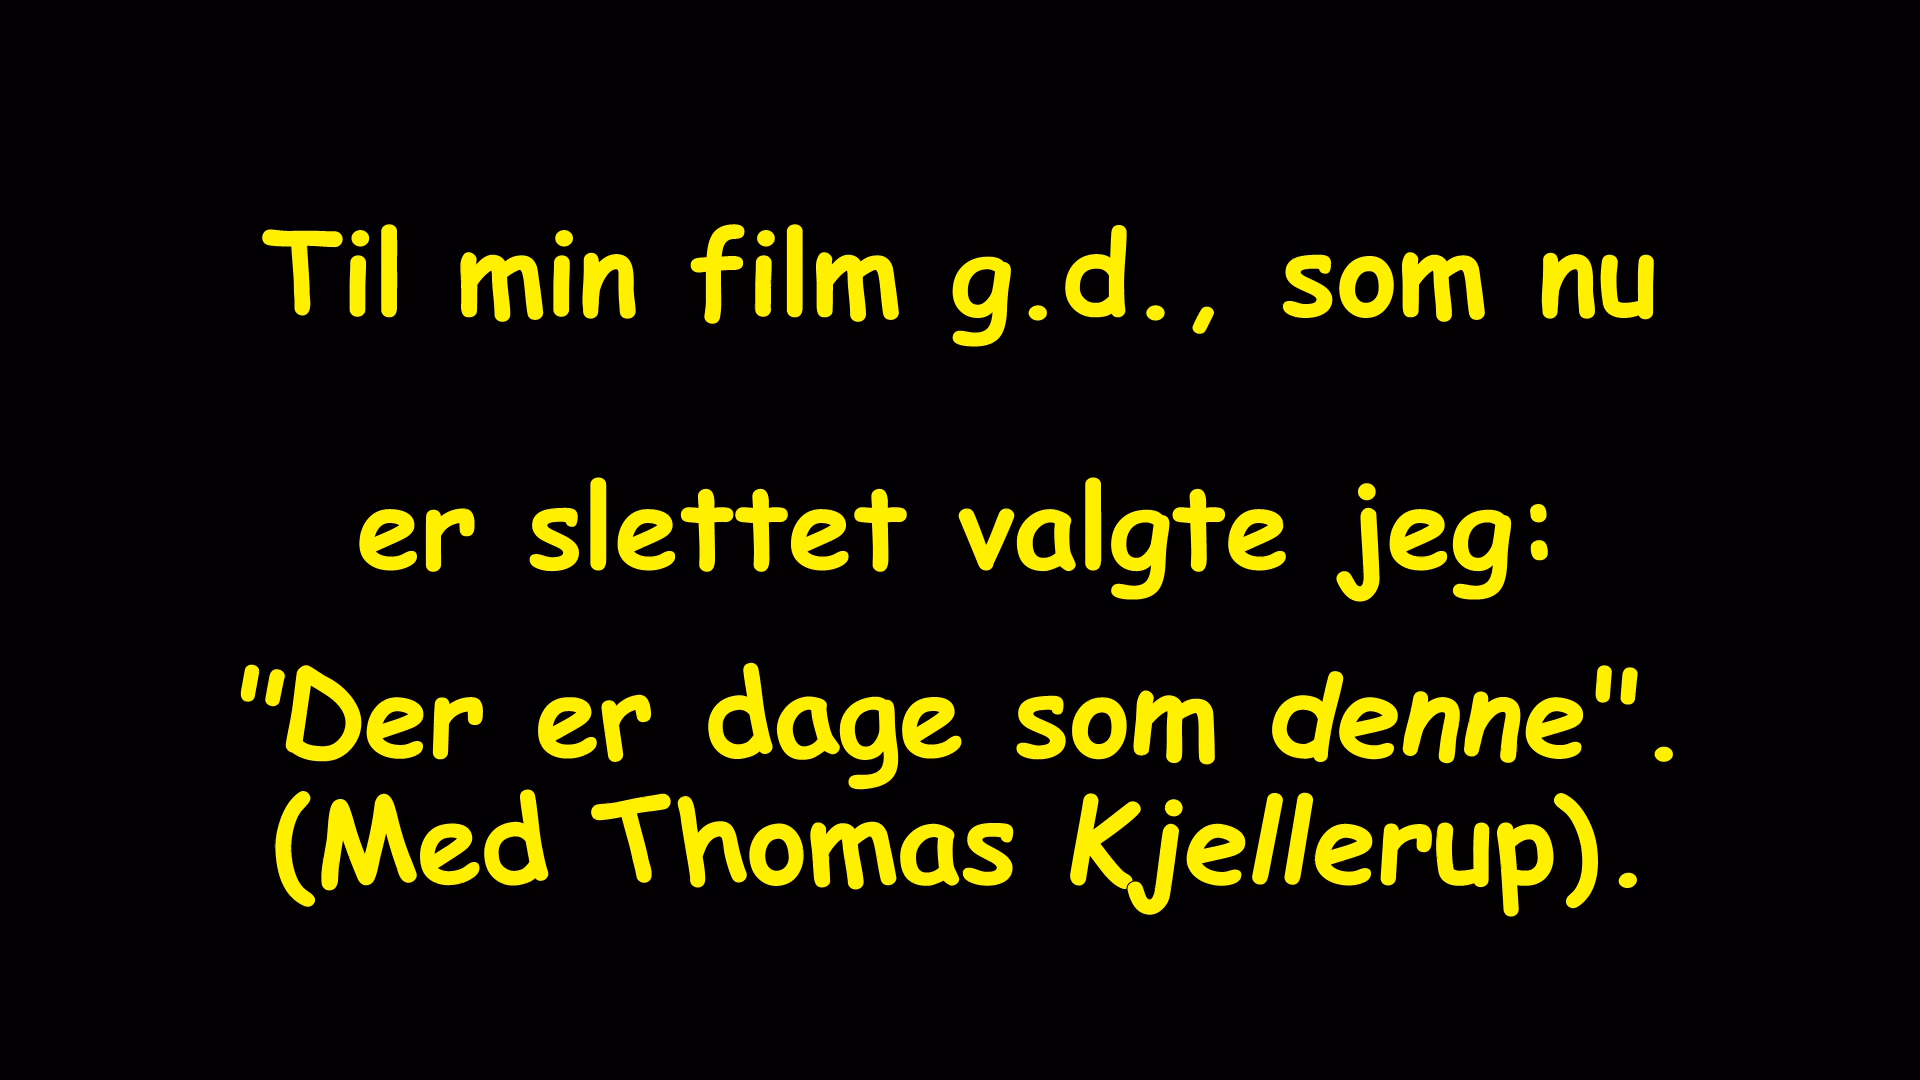 Til min film g.d., som nu
er slettet valgte jeg:
"Der er dage som denne".
(Med Thomas Kjellerup).